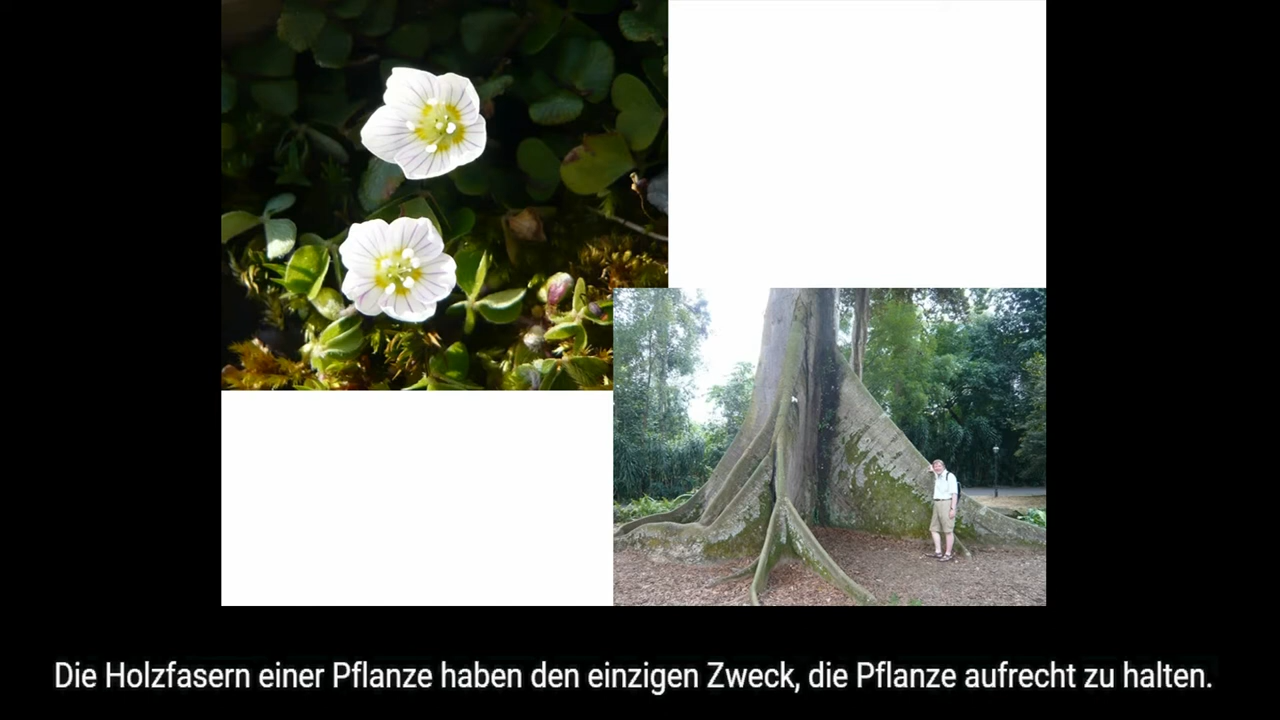 Die Holzfasern einer Pflanze haben den einzigen Zweck, die Pflanze aufrecht zu halten.